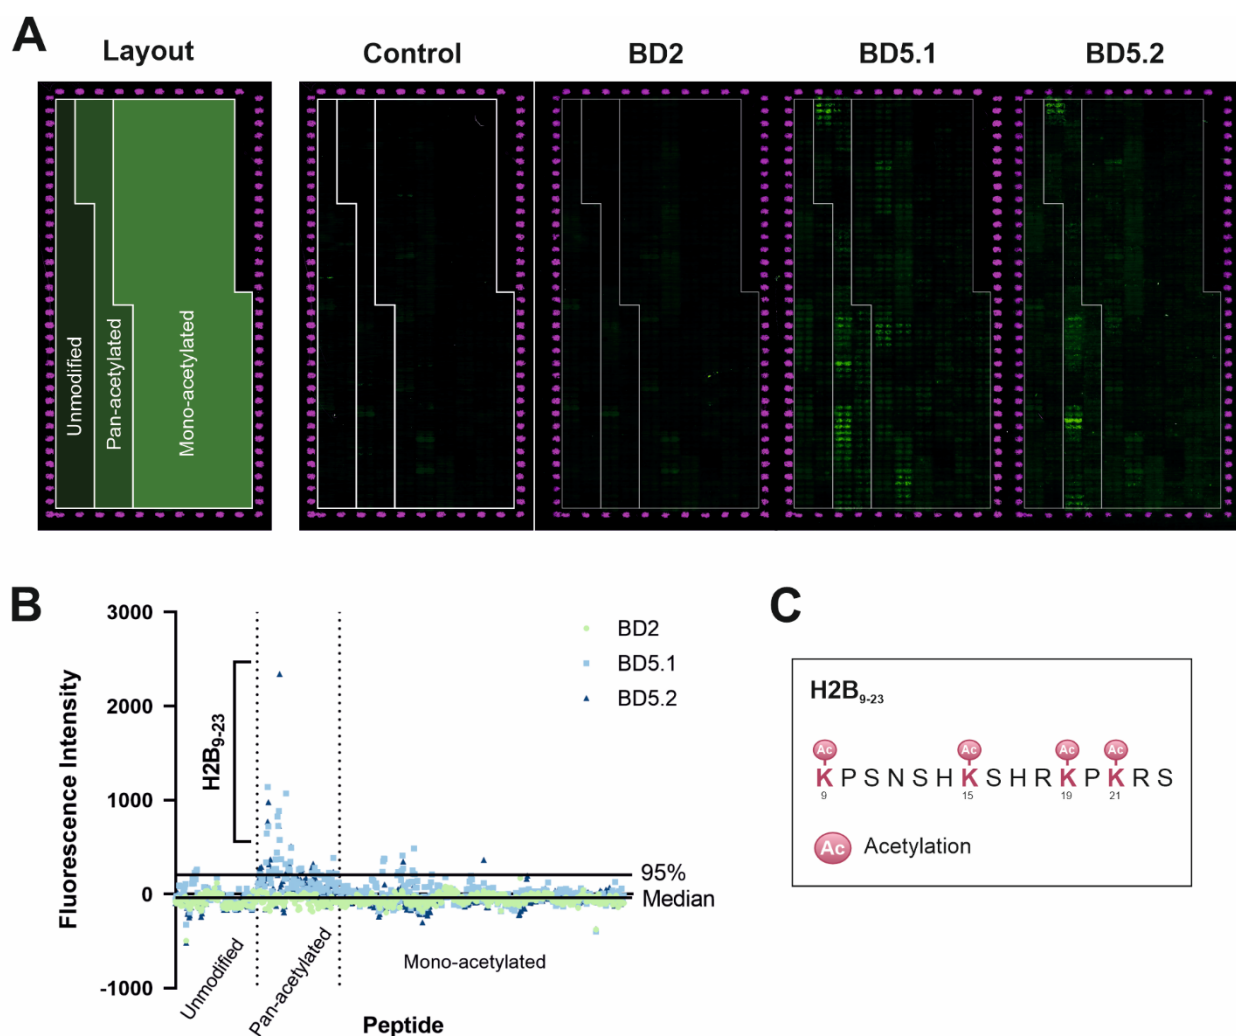 A
Layout
Control
BD2
BD5.1
BD5.2
Unmodified
Pan-acetylated
Mono-acetylated
B
3000
2000
1000
0
-1000
Fluorescence Intensity
H2B9-23
BD2
BD5.1
BD5.2
95%
Median
Unmodified
Pan-acetylated
Mono-acetylated
Peptide
C
H2B9-23
Ac Ac Ac Ac
K P S N S H K S H R K P K R S
9 15 19 21
Ac Acetylation